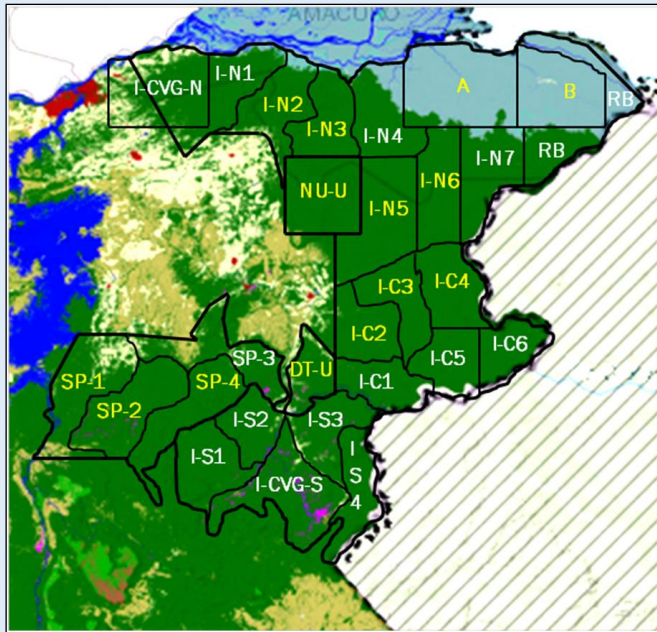 AMACURO
I-CVG-N
I-N1
I-N2
I-N3
I-N4
A
B
RB
I-N7
RB
NU-U
I-N5
I-N6
I-C3
I-C4
I-C2
I-C5
I-C6
I-C1
SP-1
SP-2
SP-4
SP-3
DT-U
I-S2
I-S3
I-S1
I-CVG-S
I
S
4